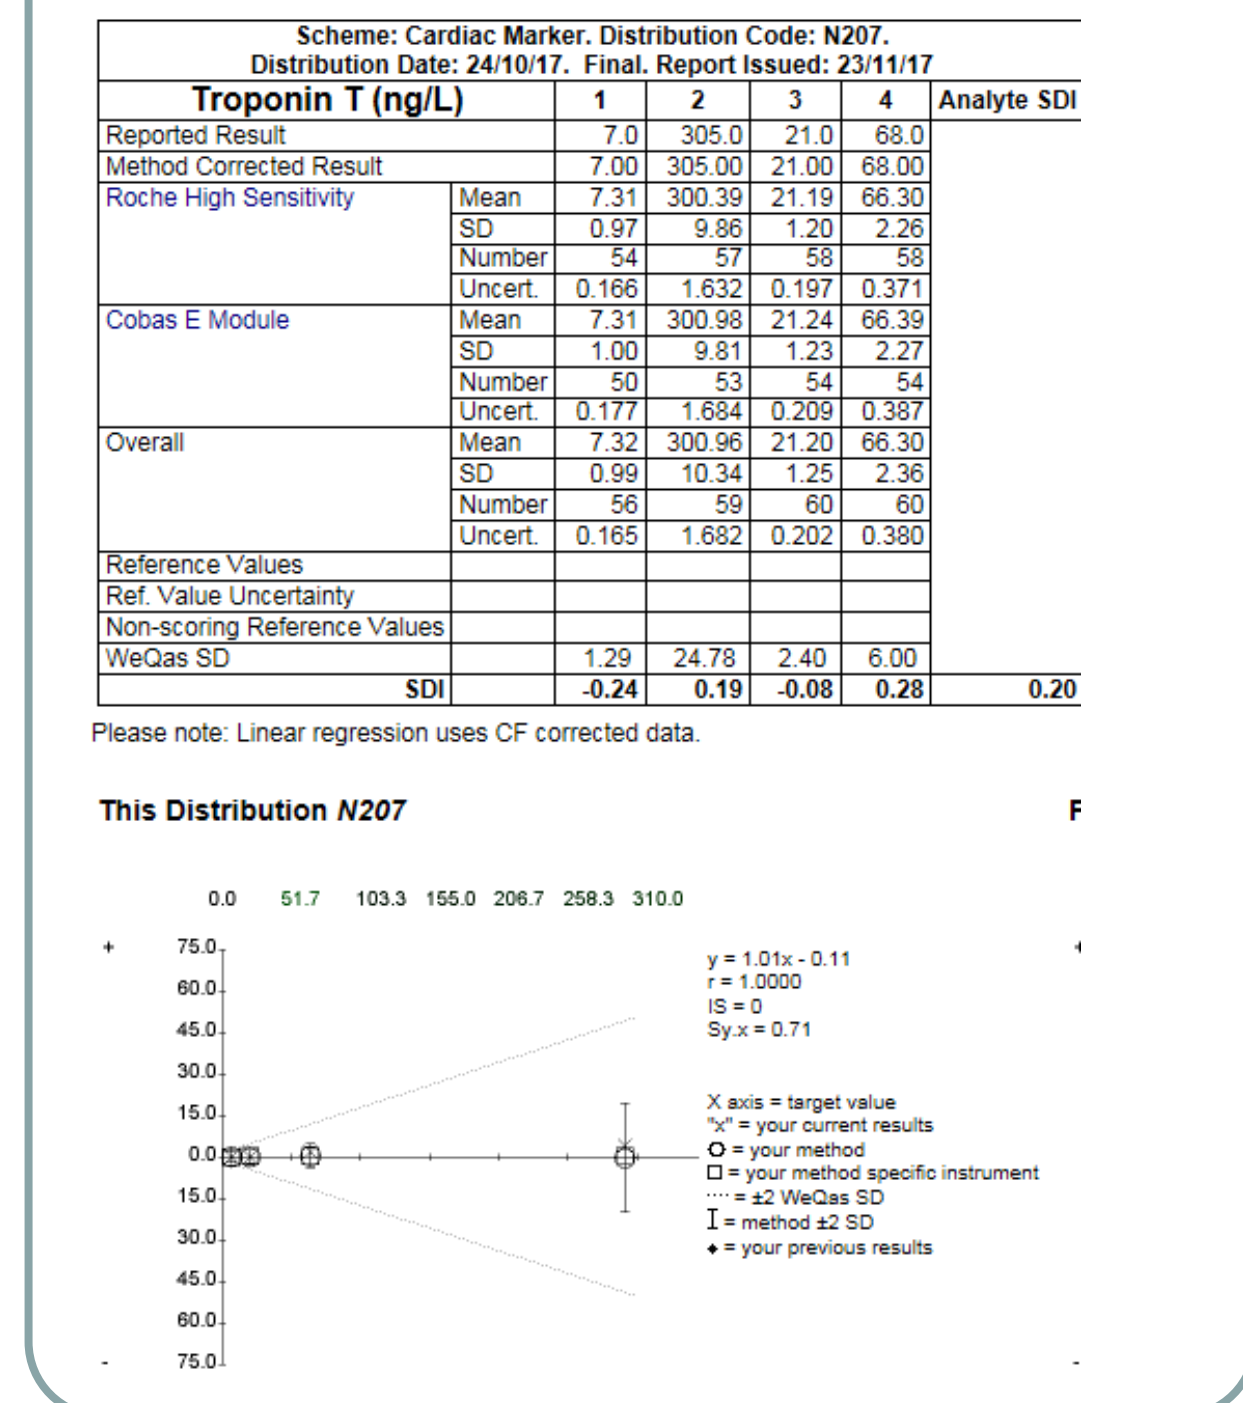 Scheme: Cardiac Marker. Distribution Code: N207.
Distribution Date: 24/10/17. Final. Report Issued: 23/11/17
Troponin T (ng/L) 1 2 3 4 Analyte SDI
Reported Result 7.0 305.0 21.0 68.0
Method Corrected Result 7.00 305.00 21.00 68.00
Roche High Sensitivity Mean 7.31 300.39 21.19 66.30
SD 0.97 9.86 1.20 2.26
Number 54 57 58 58
Uncert. 0.166 1.632 0.197 0.371
Cobas E Module Mean 7.31 300.98 21.24 66.39
SD 1.00 9.81 1.23 2.27
Number 50 53 54 54
Uncert. 0.177 1.684 0.209 0.387
Overall Mean 7.32 300.96 21.20 66.30
SD 0.99 10.34 1.25 2.36
Number 56 59 60 60
Uncert. 0.165 1.682 0.202 0.380
Reference Values
Ref. Value Uncertainty
Non-scoring Reference Values
WeQas SD 1.29 24.78 2.40 6.00
SDI -0.24 0.19 -0.08 0.28 0.20
Please note: Linear regression uses CF corrected data.
This Distribution N207
0.0 51.7 103.3 155.0 206.7 258.3 310.0
+ 75.0
60.0
45.0
30.0
15.0
0.0
15.0
30.0
45.0
60.0
- 75.0
y = 1.01x - 0.11
r = 1.0000
IS = 0
Sy.x = 0.71
X axis = target value
"x" = your current results
O = your method
□ = your method specific instrument
···· = ±2 WeQas SD
I = method ±2 SD
♦ = your previous results